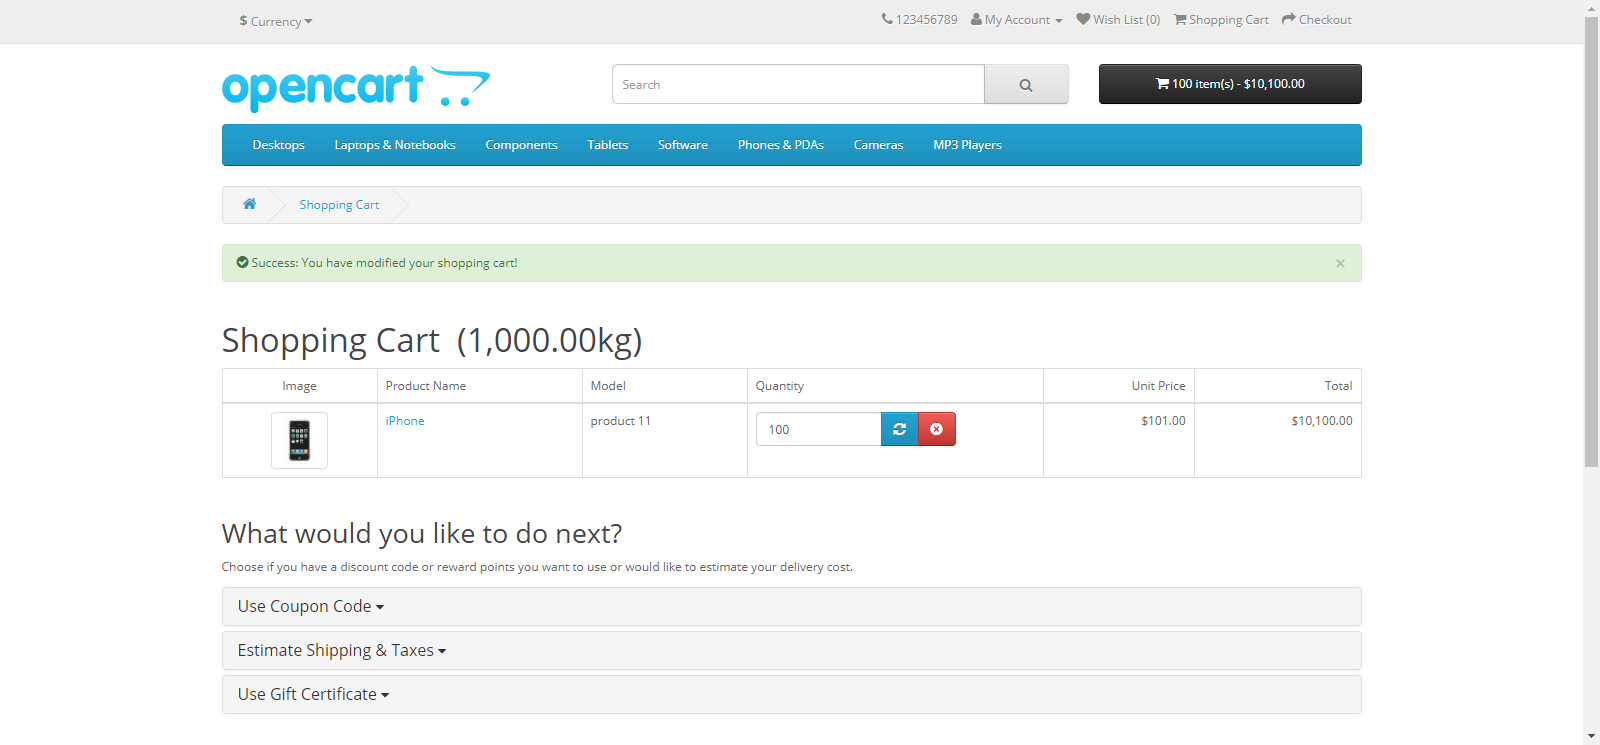 $ Currency
123456789 My Account Wish List (0) Shopping Cart Checkout
opencart
Search
100 item(s) - $10,100.00
Desktops Laptops & Notebooks Components Tablets Software Phones & PDAs Cameras MP3 Players
Shopping Cart
Success: You have modified your shopping cart!
×
Shopping Cart (1,000.00kg)
Image Product Name Model Quantity Unit Price Total
iPhone product 11 100 $101.00 $10,100.00
What would you like to do next?
Choose if you have a discount code or reward points you want to use or would like to estimate your delivery cost.
Use Coupon Code
Estimate Shipping & Taxes
Use Gift Certificate